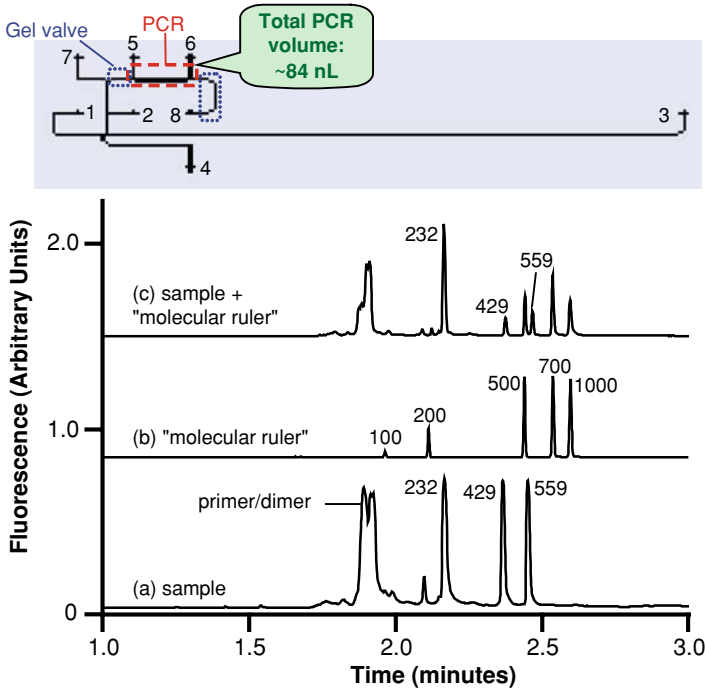 Gel valve
PCR
Total PCR
volume:
~84 nL
7
5
6
1
2
8
3
4
Fluorescence (Arbitrary Units)
2.0
1.0
0
(c) sample +
"molecular ruler"
232
429
559
(b) "molecular ruler"
100
200
500
700
1000
primer/dimer
232
429
559
(a) sample
1.0
1.5
2.0
2.5
3.0
Time (minutes)